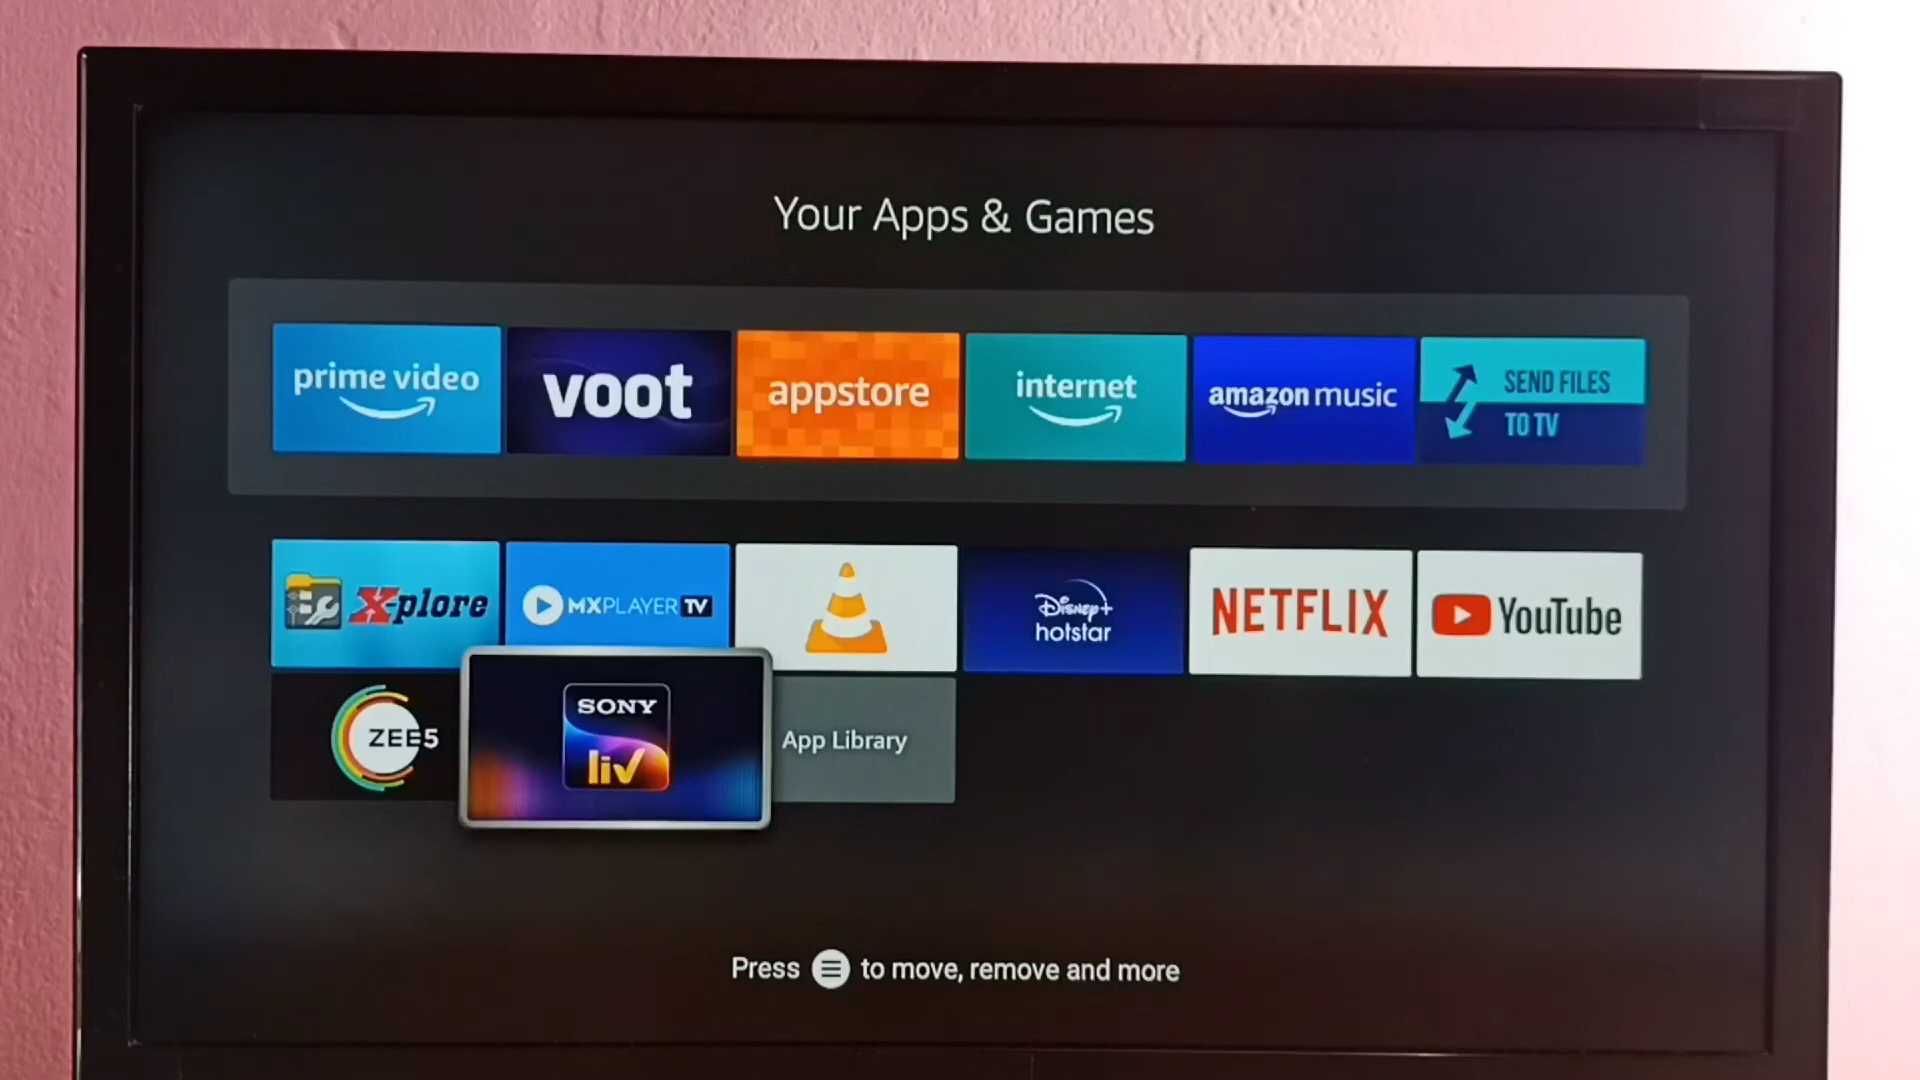 Your Apps & Games
prime video
voot
appstore
internet
amazon music
SEND FILES
TO TV
X-plore
MXPLAYER TV
Disney+
hotstar
NETFLIX
YouTube
ZEE5
SONY
liv
App Library
Press to move, remove and more